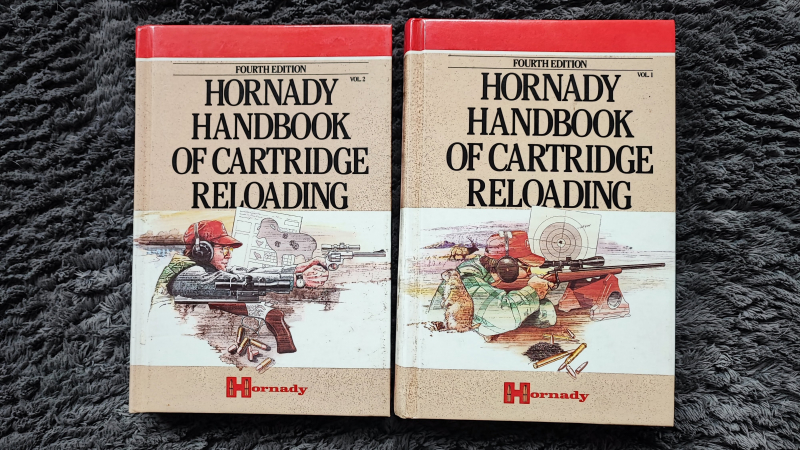 FOURTH EDITION
VOL. 2
HORNADY
HANDBOOK
OF CARTRIDGE
RELOADING
Hornady
FOURTH EDITION
VOL. 1
HORNADY
HANDBOOK
OF CARTRIDGE
RELOADING
Hornady